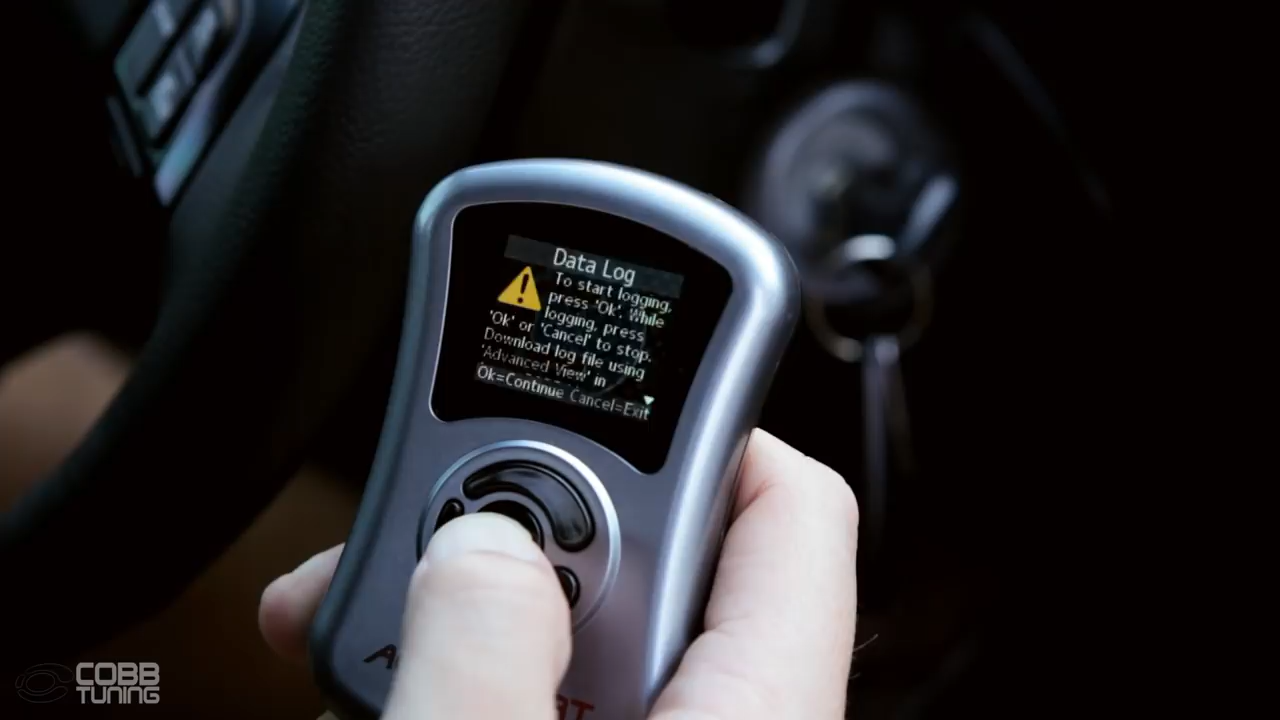 Data Log
To start logging,
press 'Ok'. While
logging, press
'Ok' or 'Cancel' to stop.
Download log file using
'Advanced View' in
Ok=Continue Cancel=Exit
COBB
TUNING